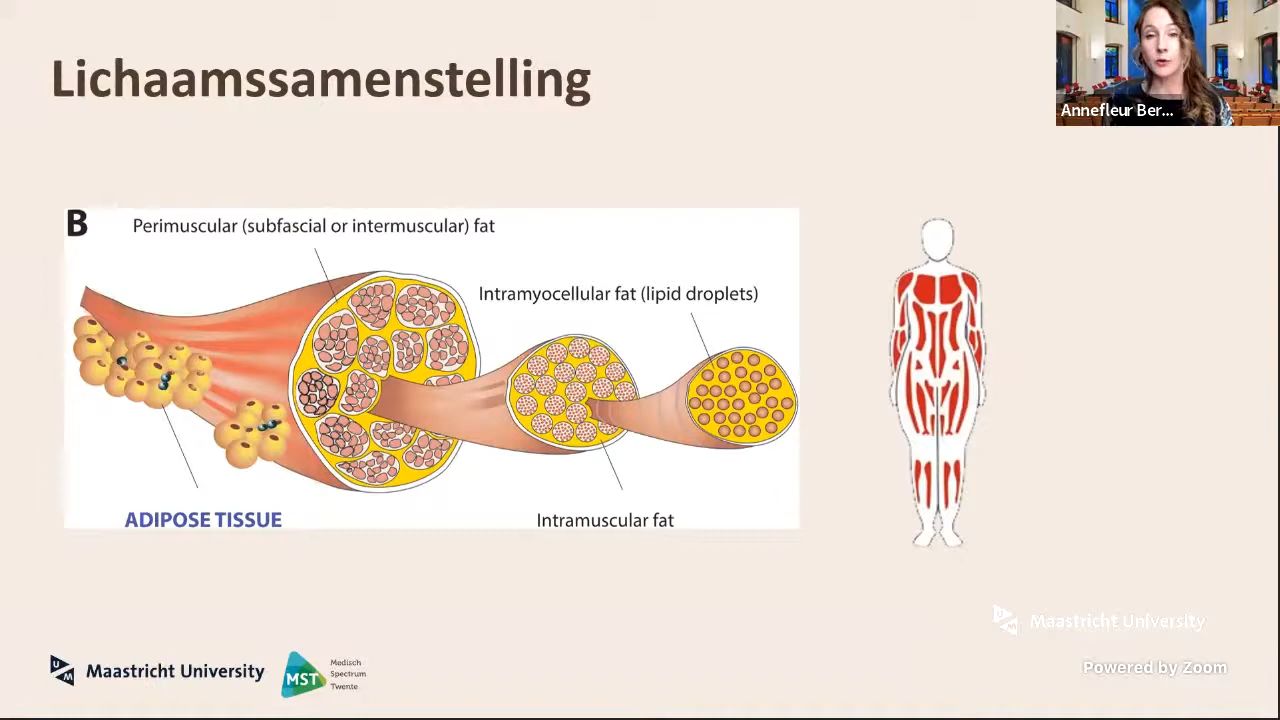 Lichaamssamenstelling
Annefleur Ber...
B
Perimuscular (subfascial or intermuscular) fat
Intramyocellular fat (lipid droplets)
ADIPOSE TISSUE
Intramuscular fat
Maastricht University
Powered by Zoom
UM
Maastricht University
MST
Medisch
Spectrum
Twente